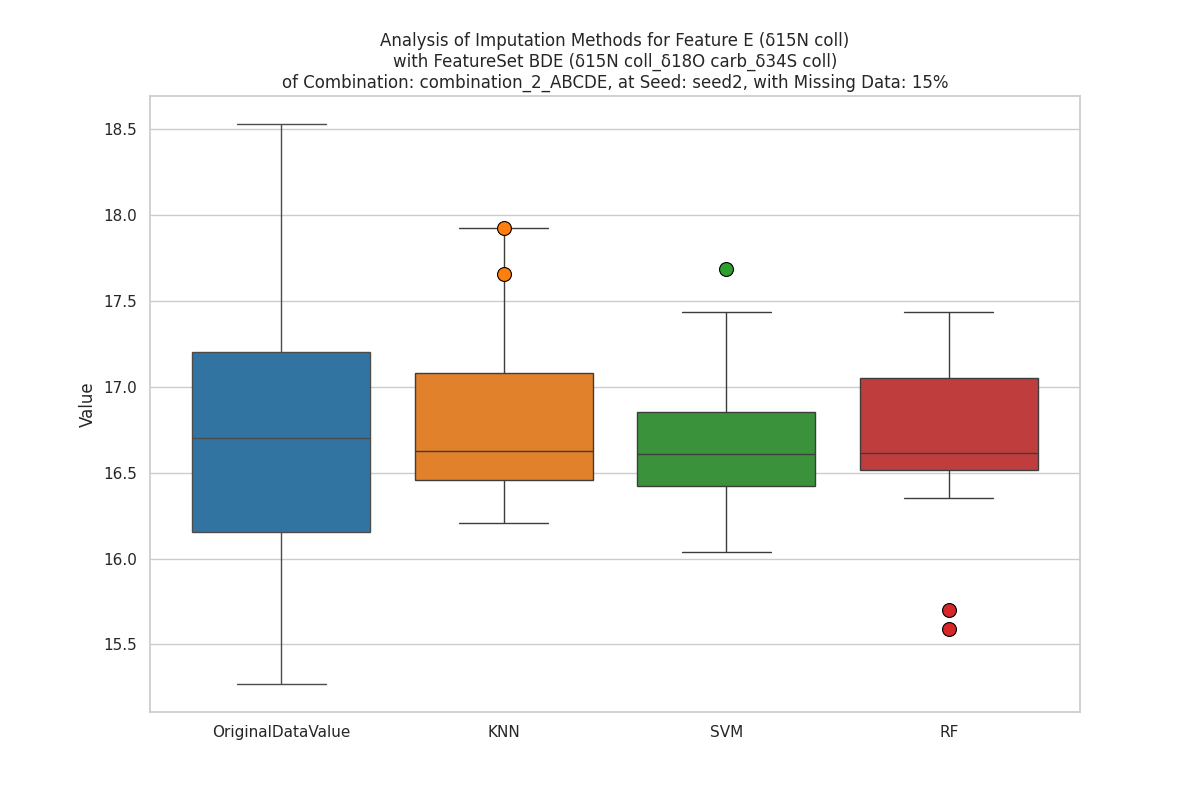 Analysis of Imputation Methods for Feature E (δ15N coll)
with FeatureSet BDE (δ15N coll_δ18O carb_δ34S coll)
of Combination: combination_2_ABCDE, at Seed: seed2, with Missing Data: 15%
18.5
18.0
17.5
17.0
16.5
16.0
15.5
Value
OriginalDataValue
KNN
SVM
RF